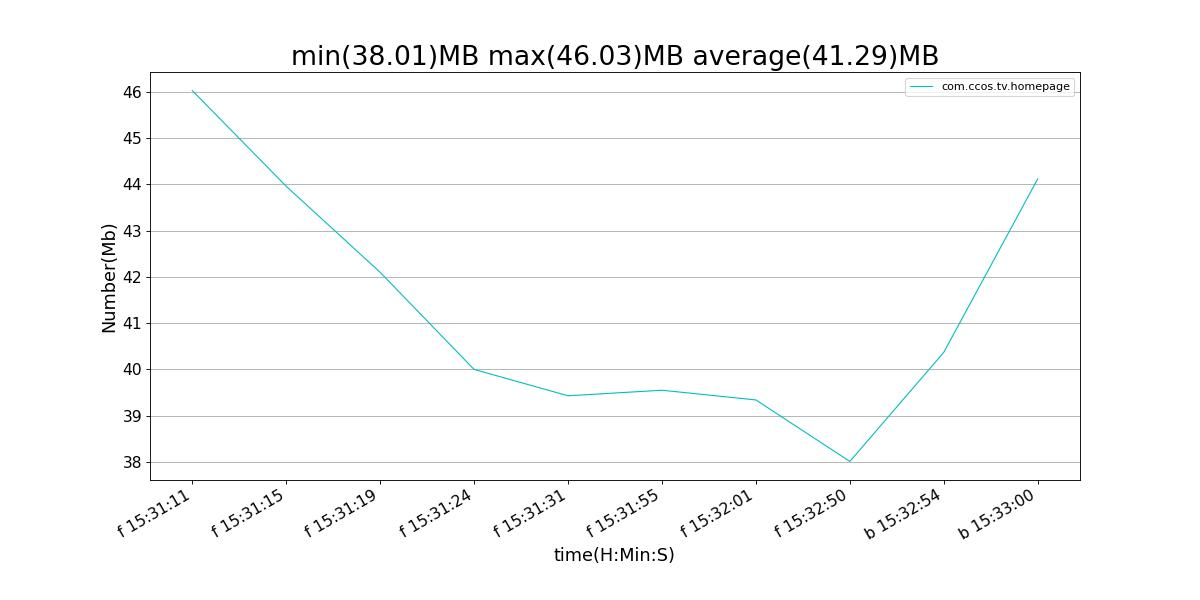 min(38.01)MB max(46.03)MB average(41.29)MB
com.ccos.tv.homepage
46
45
44
43
42
41
40
39
38
Number(Mb)
f 15:31:11
f 15:31:15
f 15:31:19
f 15:31:24
f 15:31:31
f 15:31:55
f 15:32:01
f 15:32:50
b 15:32:54
b 15:33:00
time(H:Min:S)